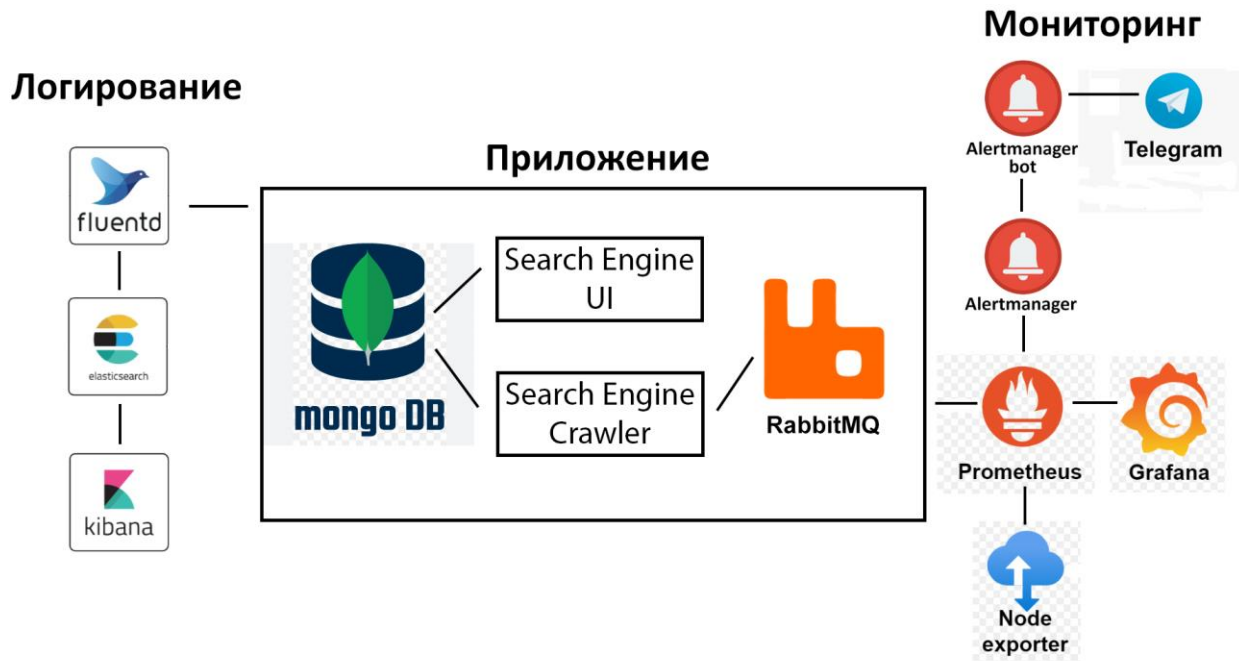 Логирование
fluentd
elasticsearch
kibana
Приложение
mongo DB
Search Engine
UI
Search Engine
Crawler
RabbitMQ
Мониторинг
Alertmanager
bot
Telegram
Alertmanager
Prometheus
Grafana
Node
exporter